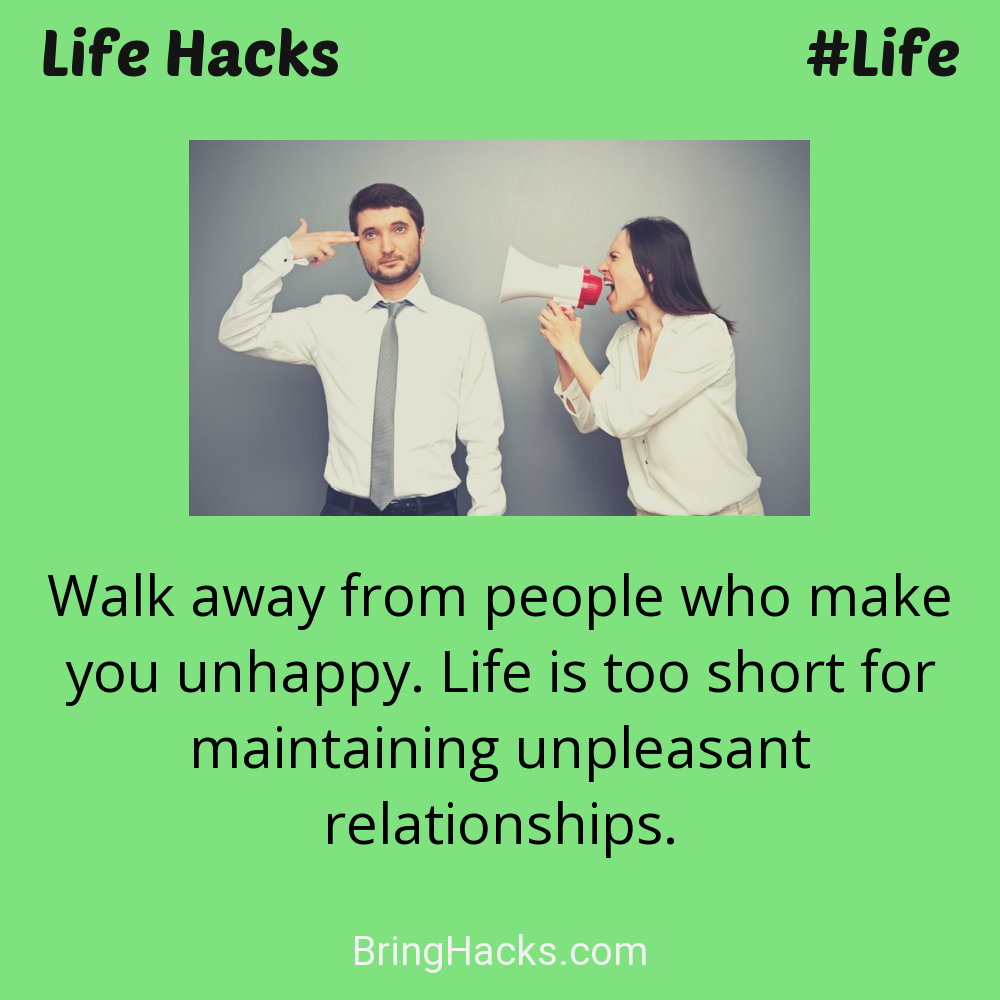 Life Hacks
#Life
Walk away from people who make
you unhappy. Life is too short for
maintaining unpleasant
relationships.
BringHacks.com